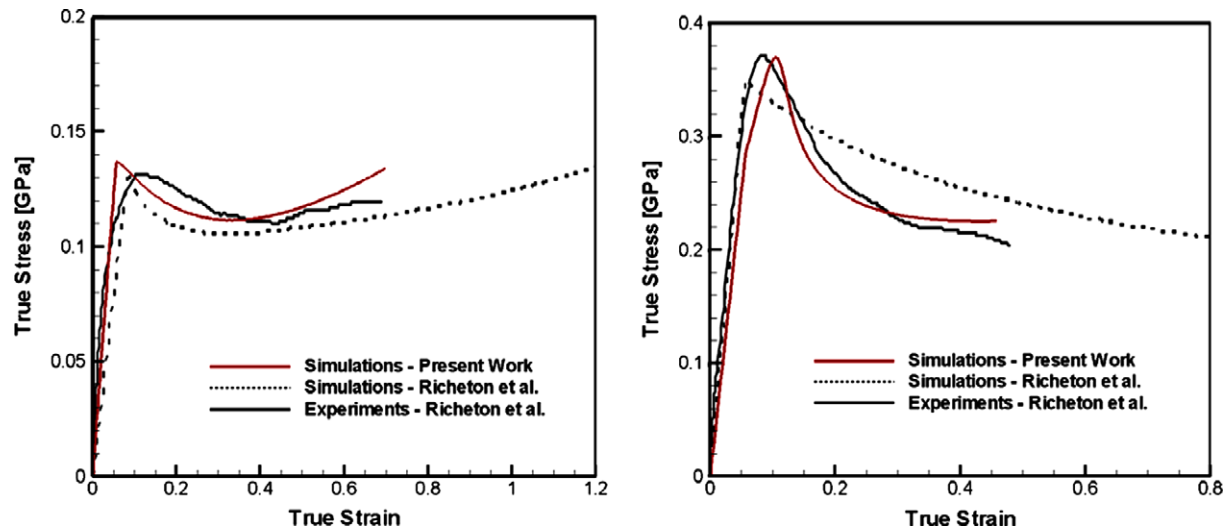 0.2
0.15
0.1
0.05
0
True Stress [GPa]
Simulations - Present Work
Simulations - Richeton et al.
Experiments - Richeton et al.
0
0.2
0.4
0.6
0.8
1
1.2
True Strain
0.4
0.3
0.2
0.1
0
True Stress [GPa]
Simulations - Present Work
Simulations - Richeton et al.
Experiments - Richeton et al.
0
0.2
0.4
0.6
0.8
True Strain